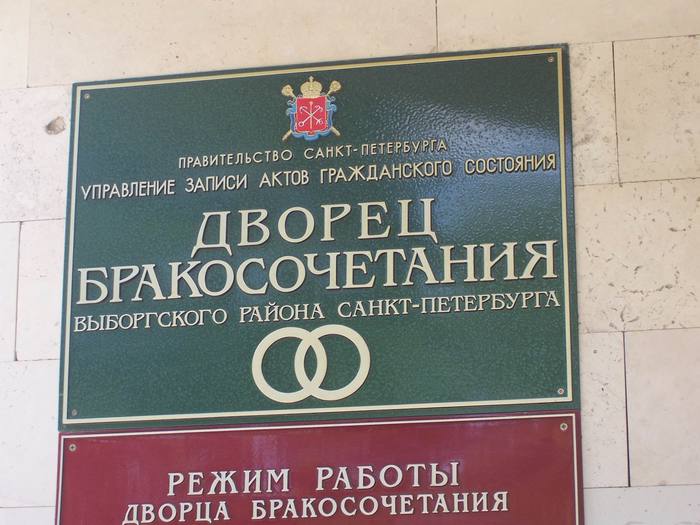 ПРАВИТЕЛЬСТВО САНКТ-ПЕТЕРБУРГА
УПРАВЛЕНИЕ ЗАПИСИ АКТОВ ГРАЖДАНСКОГО СОСТОЯНИЯ
ДВОРЕЦ
БРАКОСОЧЕТАНИЯ
ВЫБОРГСКОГО РАЙОНА САНКТ-ПЕТЕРБУРГА
РЕЖИМ РАБОТЫ
ДВОРЦА БРАКОСОЧЕТАНИЯ